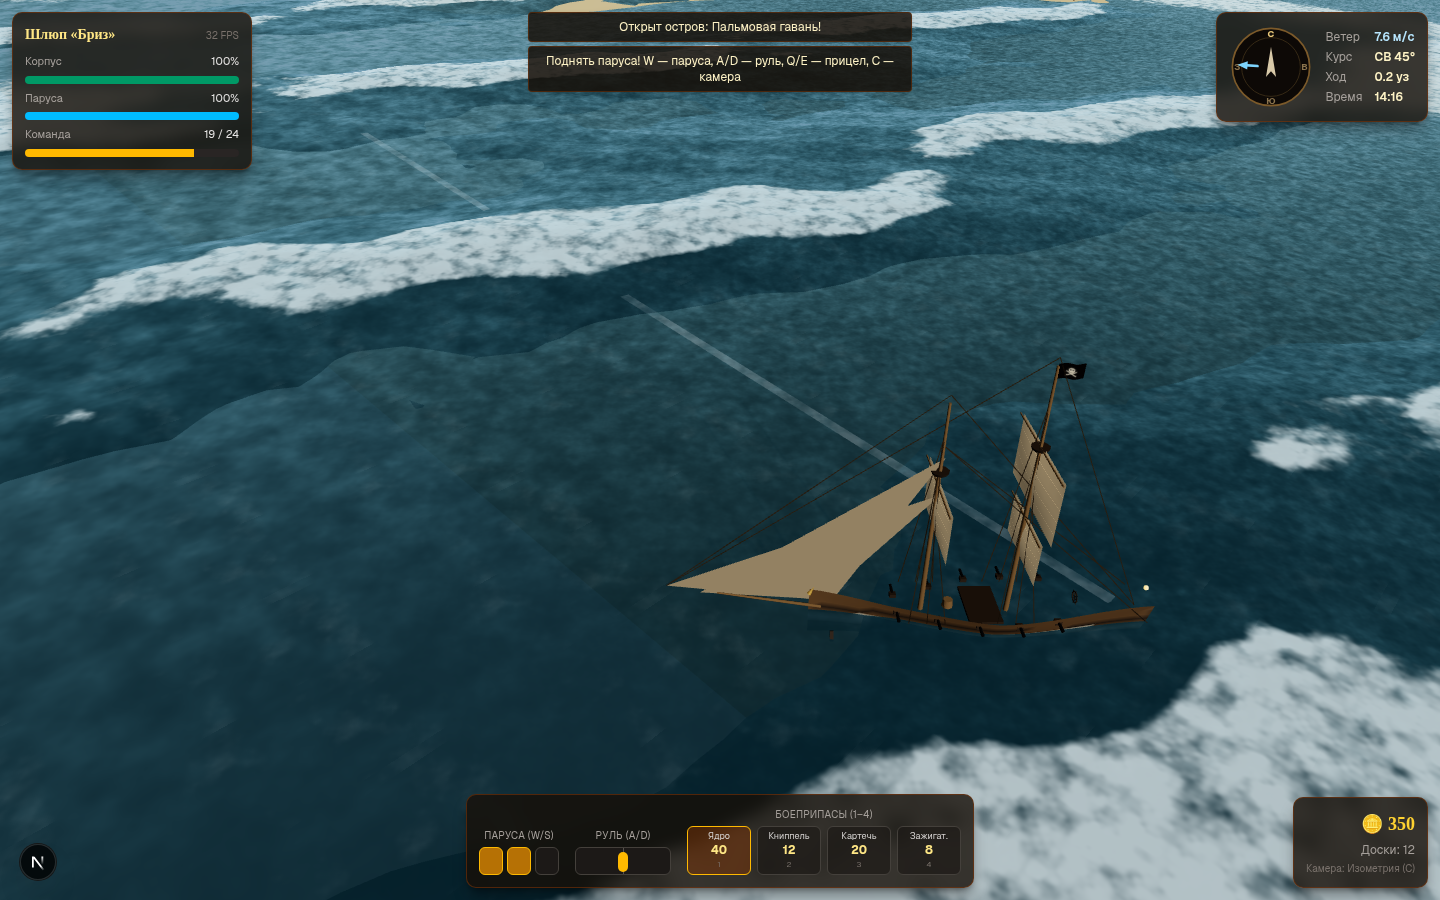 Шлюп «Бриз»
32 FPS
Корпус
100%
Паруса
100%
Команда
19 / 24
Открыт остров: Пальмовая гавань!
Поднять паруса! W — паруса, A/D — руль, Q/E — прицел, C —
камера
С
В
Ю
Ветер
7.6 м/с
Курс
СВ 45°
Ход
0.2 уз
Время
14:16
ПАРУСА (W/S)
РУЛЬ (A/D)
БОЕПРИПАСЫ (1–4)
Ядро
40
1
Книппель
12
2
Картечь
20
3
Зажигат.
8
4
350
Доски: 12
Камера: Изометрия (C)
N